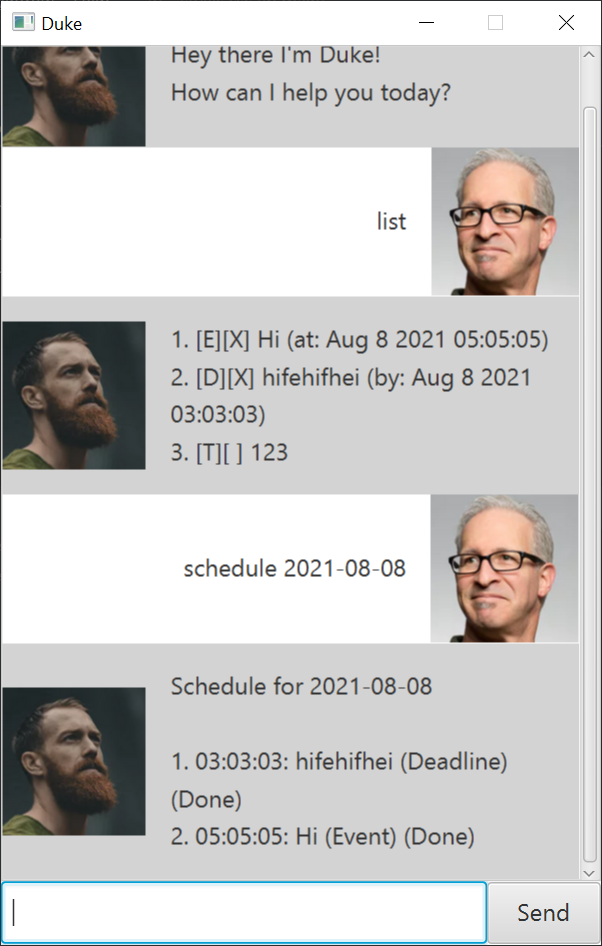 Duke
Hey there I'm Duke!
How can I help you today?
list
1. [E][X] Hi (at: Aug 8 2021 05:05:05)
2. [D][X] hifehifhei (by: Aug 8 2021
03:03:03)
3. [T][ ] 123
schedule 2021-08-08
Schedule for 2021-08-08
1. 03:03:03: hifehifhei (Deadline)
(Done)
2. 05:05:05: Hi (Event) (Done)
Send